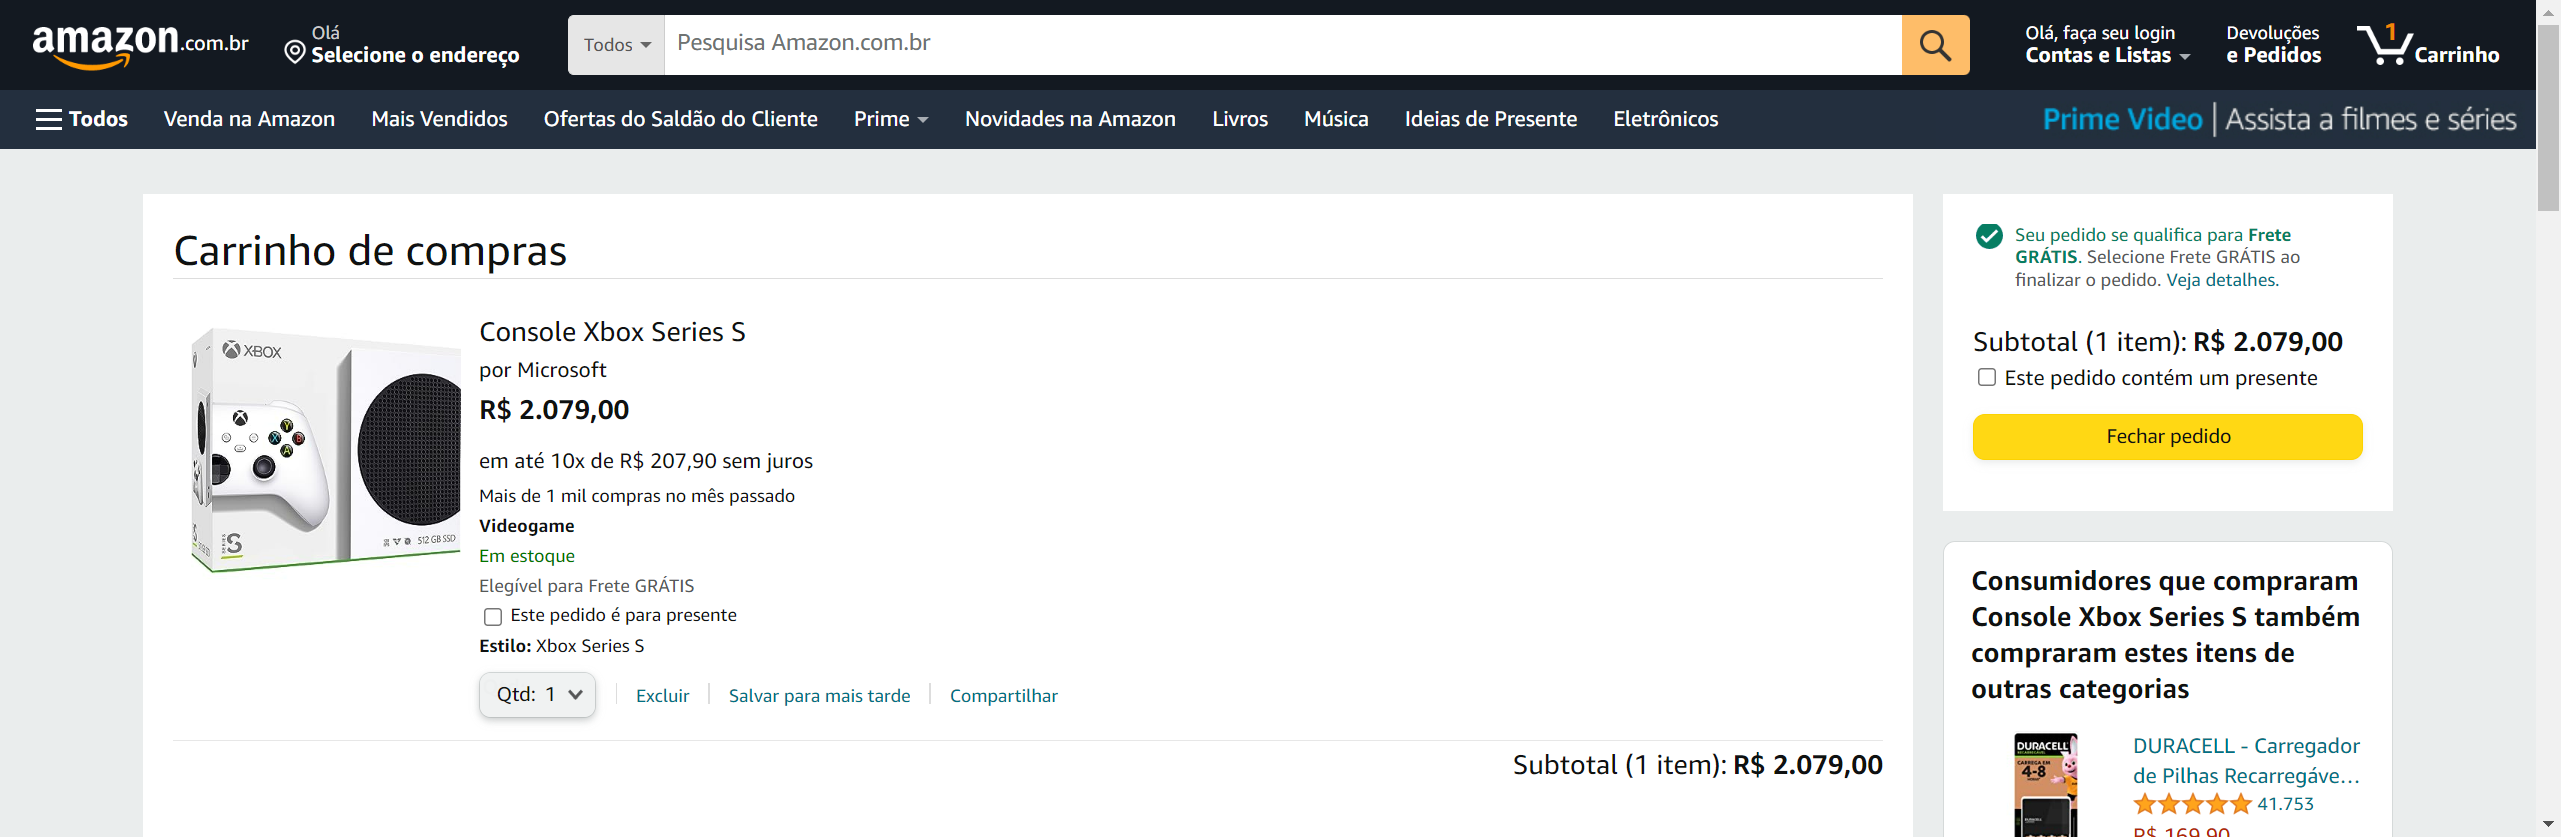 amazon.com.br
Olá
Selecione o endereço
Todos
Pesquisa Amazon.com.br
Olá, faça seu login
Contas e Listas
Devoluções
e Pedidos
1
Carrinho
Todos
Venda na Amazon
Mais Vendidos
Ofertas do Saldão do Cliente
Prime
Novidades na Amazon
Livros
Música
Ideias de Presente
Eletrônicos
Prime Video | Assista a filmes e séries
Carrinho de compras
XBOX
Y
X
B
A
SERIES S
512 GB SSD
Console Xbox Series S
por Microsoft
R$ 2.079,00
em até 10x de R$ 207,90 sem juros
Mais de 1 mil compras no mês passado
Videogame
Em estoque
Elegível para Frete GRÁTIS
Este pedido é para presente
Estilo: Xbox Series S
Qtd: 1
Excluir
Salvar para mais tarde
Compartilhar
Subtotal (1 item): R$ 2.079,00
Seu pedido se qualifica para Frete
GRÁTIS. Selecione Frete GRÁTIS ao
finalizar o pedido. Veja detalhes.
Subtotal (1 item): R$ 2.079,00
Este pedido contém um presente
Fechar pedido
Consumidores que compraram
Console Xbox Series S também
compraram estes itens de
outras categorias
DURACELL
CARREGA EM
4-8
DURACELL - Carregador
de Pilhas Recarregáve...
41.753
R$ 169,90